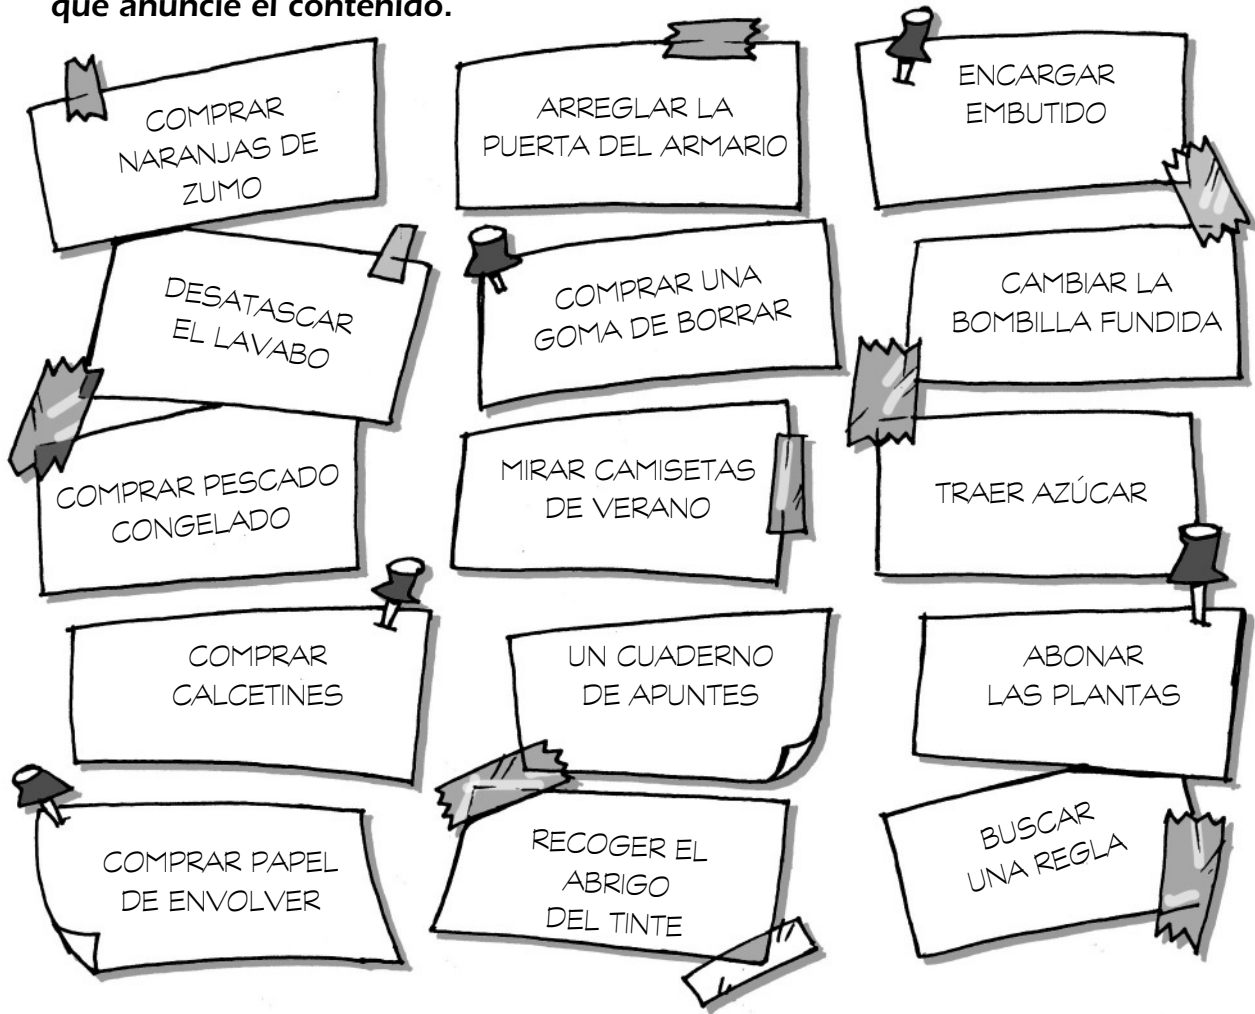 que anuncie el contenido.
COMPRAR
NARANJAS DE
ZUMO
ARREGLAR LA
PUERTA DEL ARMARIO
ENCARGAR
EMBUTIDO
DESATASCAR
EL LAVABO
COMPRAR UNA
GOMA DE BORRAR
CAMBIAR LA
BOMBILLA FUNDIDA
COMPRAR PESCADO
CONGELADO
MIRAR CAMISETAS
DE VERANO
TRAER AZÚCAR
COMPRAR
CALCETINES
UN CUADERNO
DE APUNTES
ABONAR
LAS PLANTAS
COMPRAR PAPEL
DE ENVOLVER
RECOGER EL
ABRIGO
DEL TINTE
BUSCAR
UNA REGLA